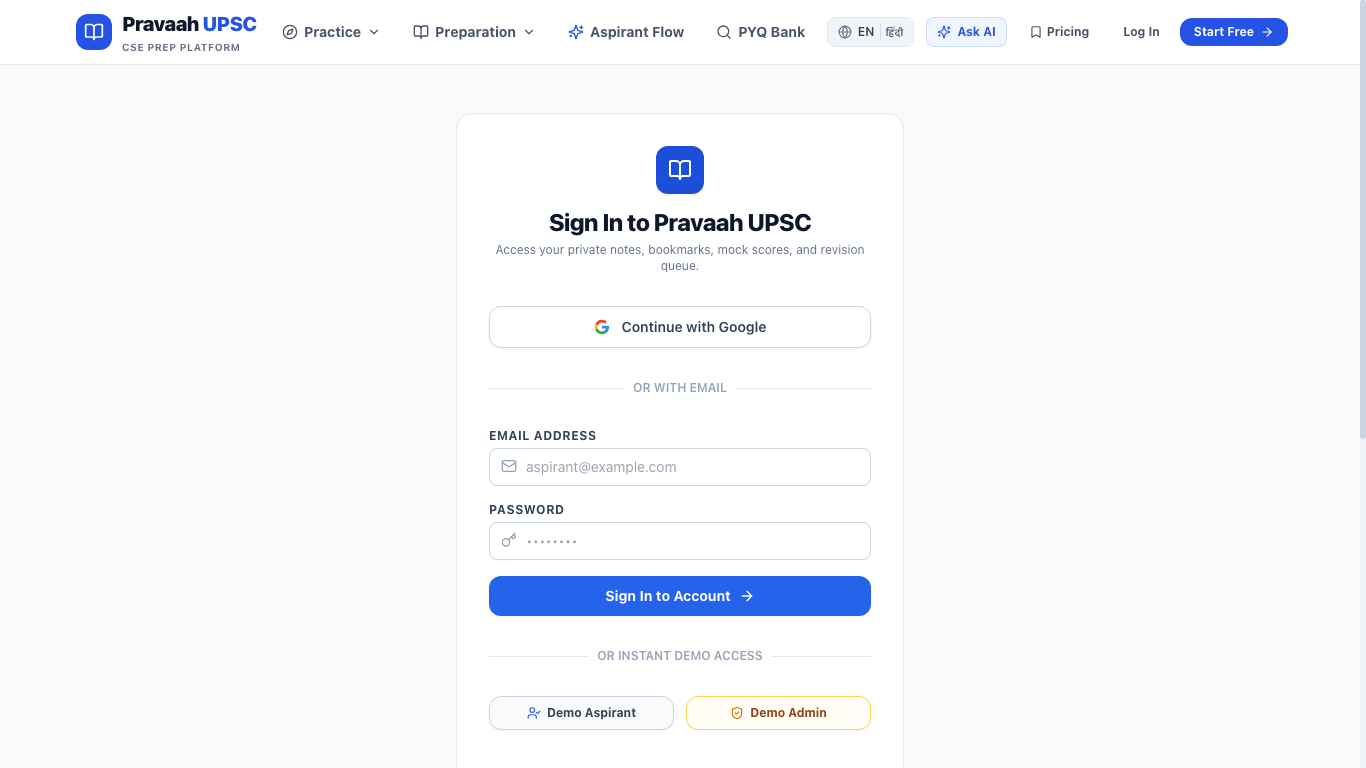 Pravaah UPSC
CSE PREP PLATFORM
Practice
Preparation
Aspirant Flow
PYQ Bank
EN
हिंदी
Ask AI
Pricing
Log In
Start Free
Sign In to Pravaah UPSC
Access your private notes, bookmarks, mock scores, and revision
queue.
Continue with Google
OR WITH EMAIL
EMAIL ADDRESS
aspirant@example.com
PASSWORD
••••••••
Sign In to Account
OR INSTANT DEMO ACCESS
Demo Aspirant
Demo Admin